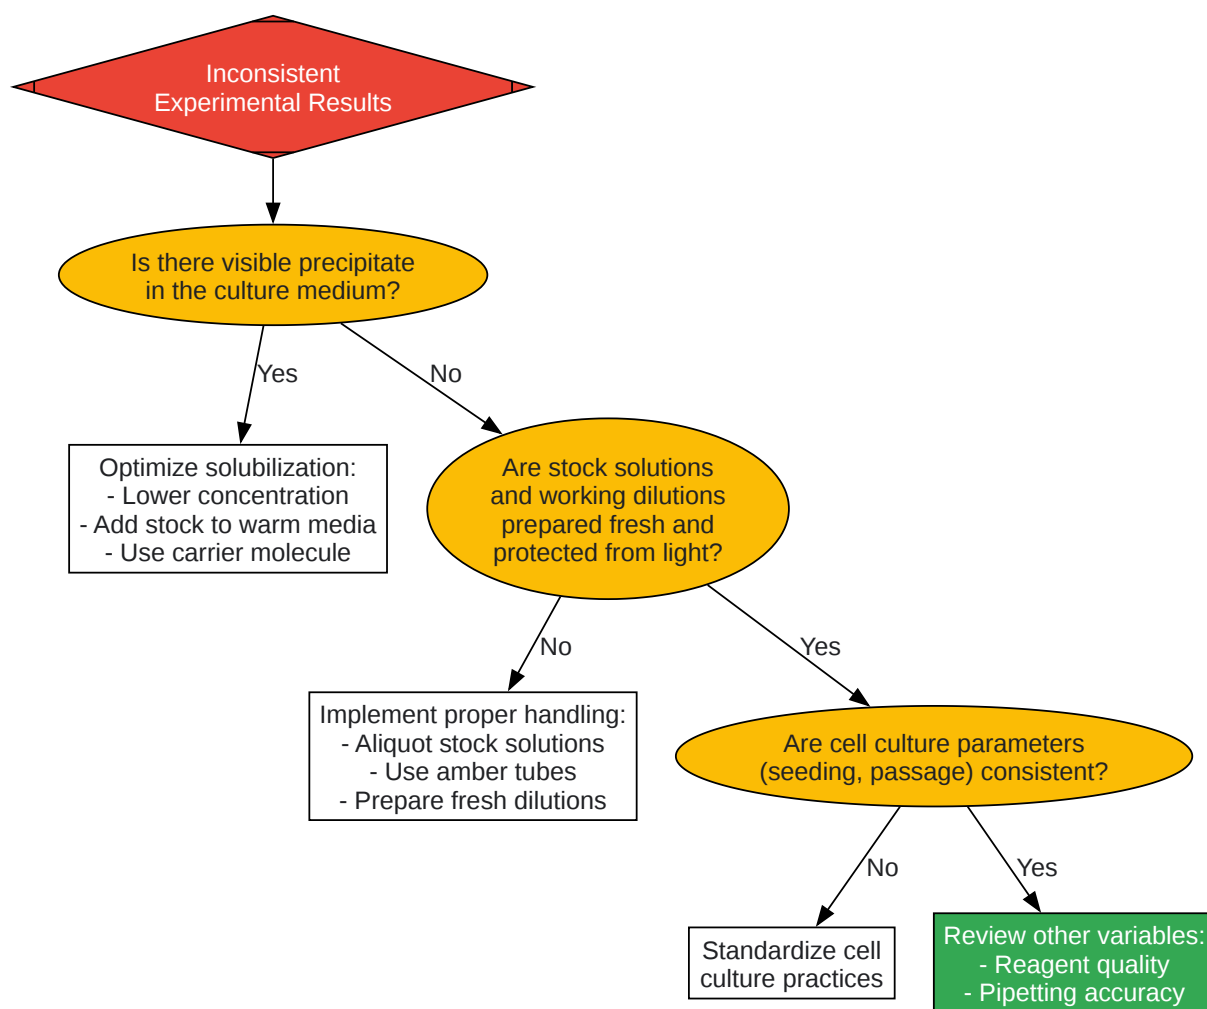 Inconsistent
Experimental Results
Is there visible precipitate
in the culture medium?
Yes
No
Optimize solubilization:
- Lower concentration
- Add stock to warm media
- Use carrier molecule
Are stock solutions
and working dilutions
prepared fresh and
protected from light?
No
Yes
Implement proper handling:
- Aliquot stock solutions
- Use amber tubes
- Prepare fresh dilutions
Are cell culture parameters
(seeding, passage) consistent?
No
Yes
Standardize cell
culture practices
Review other variables:
- Reagent quality
- Pipetting accuracy